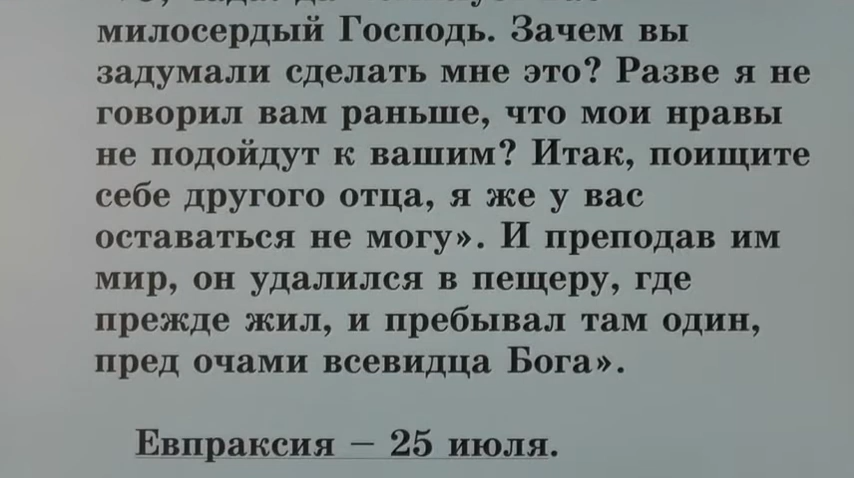 милосердый Господь. Зачем вы
задумали сделать мне это? Разве я не
говорил вам раньше, что мои нравы
не подойдут к вашим? Итак, поищите
себе другого отца, я же у вас
оставаться не могу». И преподав им
мир, он удалился в пещеру, где
прежде жил, и пребывал там один,
пред очами всевидца Бога».
Евпраксия – 25 июля.